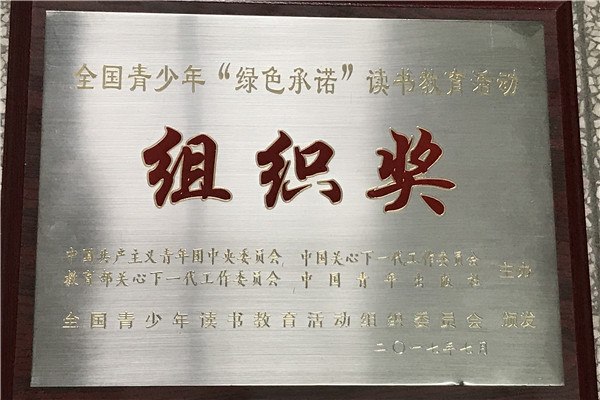 全国青少年“绿色承诺”读书教育活动
组织奖
中国共产主义青年团中央委员会 中国关心下一代工作委员会
教育部关心下一代工作委员会 中国青年出版社 主办
全国青少年读书教育活动组织委员会 颁发
二〇一七年七月